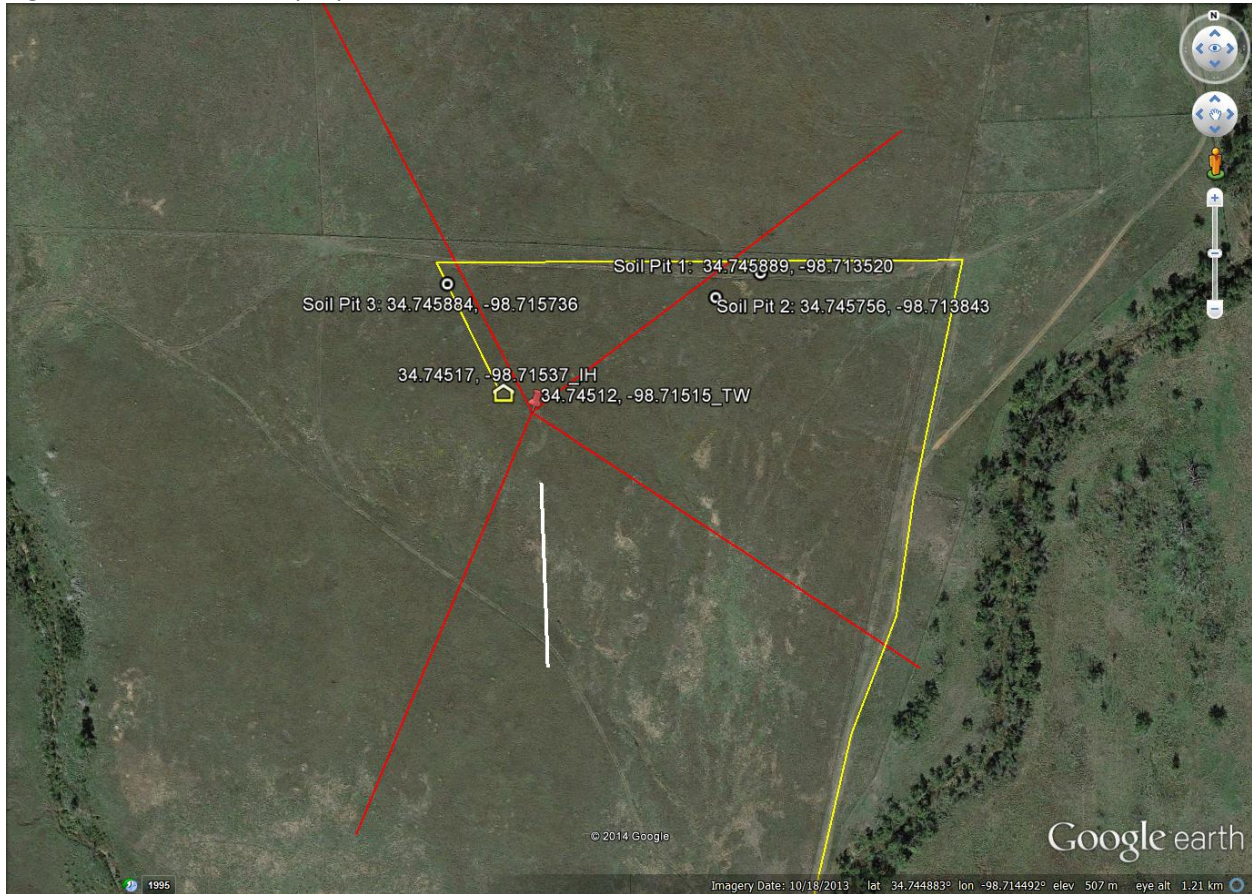 N
Soil Pit 1: 34.745889, -98.713520
Soil Pit 3: 34.745884, -98.715736
Soil Pit 2: 34.745756, -98.713843
34.74517, -98.71537_IH
34.74512, -98.71515_TW
© 2014 Google
Google earth
1995
Imagery Date: 10/18/2013 lat 34.744883° lon -98.714492° elev 507 m eye alt 1.21 km